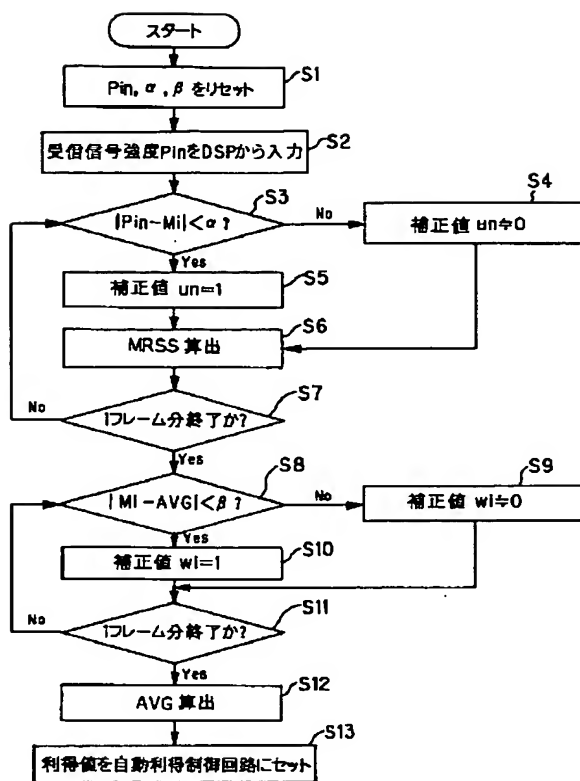 スタート
S1
Pin, α, β をリセット
S2
受信信号強度PinをDSPから入力
S3
|Pin−Mi|<α?
No
S4
補正値 un≒0
Yes
S5
補正値 un=1
S6
MRSS 算出
S7
1フレーム分終了か?
No
Yes
S8
|Mi−AVG|<β?
No
S9
補正値 wi≒0
Yes
S10
補正値 wi=1
S11
1フレーム分終了か?
No
Yes
S12
AVG 算出
S13
利得値を自動利得制御回路にセット